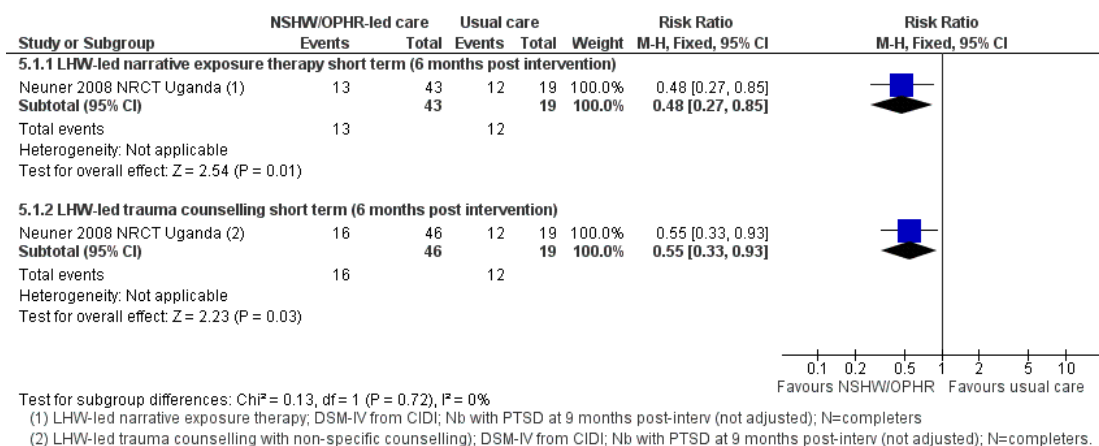 NSHW/OPHR-led care Usual care Risk Ratio Risk Ratio
Study or Subgroup Events Total Events Total Weight M-H, Fixed, 95% CI M-H, Fixed, 95% CI
5.1.1 LHW-led narrative exposure therapy short term (6 months post intervention)
Neuner 2008 NRCT Uganda (1) 13 43 12 19 100.0% 0.48 [0.27, 0.85]
Subtotal (95% CI) 43 19 100.0% 0.48 [0.27, 0.85]
Total events 13 12
Heterogeneity: Not applicable
Test for overall effect: Z = 2.54 (P = 0.01)
5.1.2 LHW-led trauma counselling short term (6 months post intervention)
Neuner 2008 NRCT Uganda (2) 16 46 12 19 100.0% 0.55 [0.33, 0.93]
Subtotal (95% CI) 46 19 100.0% 0.55 [0.33, 0.93]
Total events 16 12
Heterogeneity: Not applicable
Test for overall effect: Z = 2.23 (P = 0.03)
0.1 0.2 0.5 1 2 5 10
Favours NSHW/OPHR Favours usual care
Test for subgroup differences: Chi² = 0.13, df = 1 (P = 0.72), I² = 0%
(1) LHW-led narrative exposure therapy; DSM-IV from CIDI; Nb with PTSD at 9 months post-interv (not adjusted); N=completers
(2) LHW-led trauma counselling with non-specific counselling); DSM-IV from CIDI; Nb with PTSD at 9 months post-interv (not adjusted); N=completers.